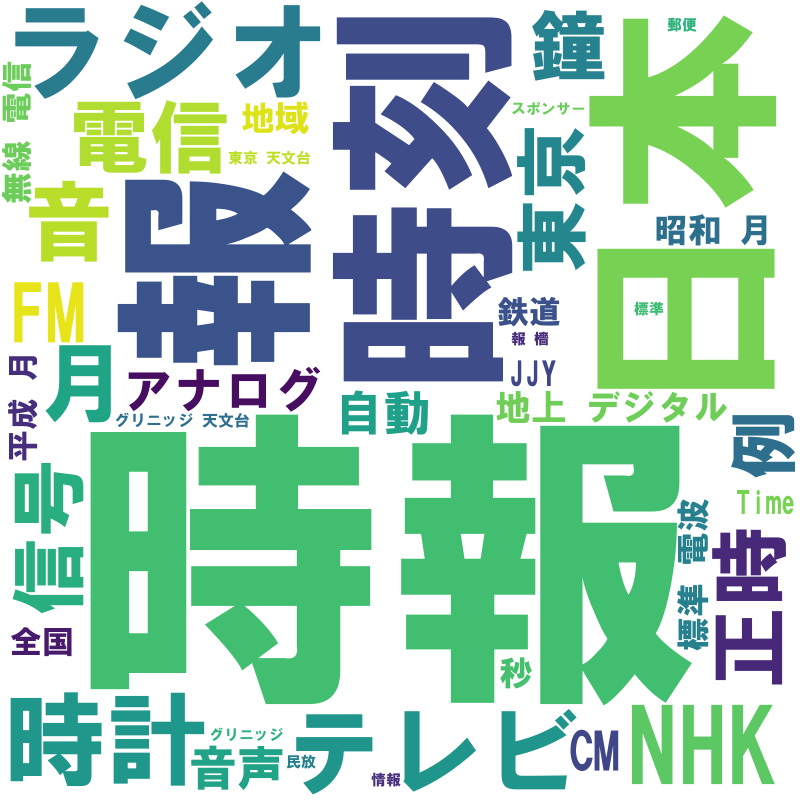 ラジオ
時刻
鐘
郵便
日本
無線 電信
電信
地域
スポンサー
東京 天文台
東京
音
報
昭和 月
FM
標準
鉄道
報 櫓
平成 月
月
アナログ
JJY
自動
地上 デジタル
グリニッジ 天文台
例
時報
信号
Time
標準 電波
正時
全国
秒
時計
グリニッジ
音声
民放
テレビ
情報
CM
NHK